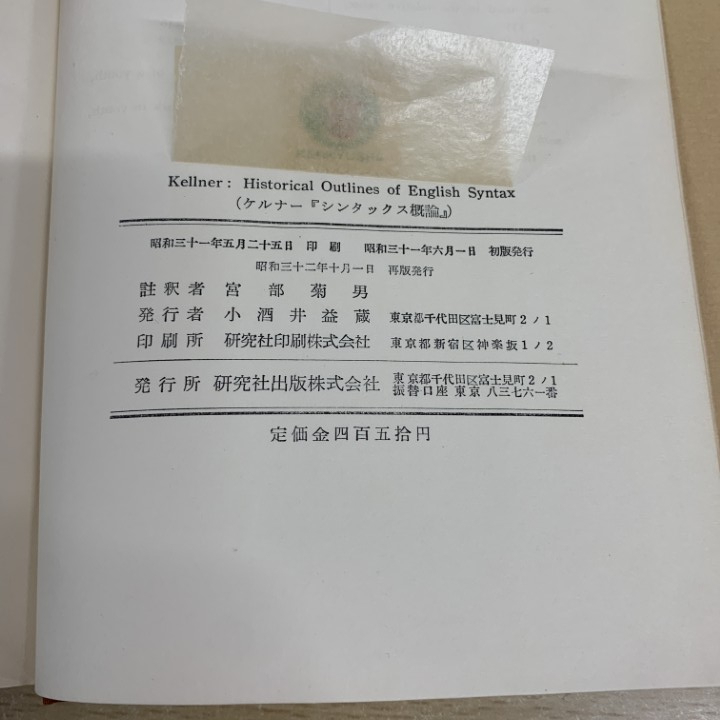 Kellner: Historical Outlines of English Syntax
(ケルナー『シンタックス概論』)
昭和三十一年五月二十五日 印刷 昭和三十一年六月一日 初版発行
昭和三十二年十月一日 再版発行
註釈者 宮部菊男
発行者 小酒井益蔵 東京都千代田区富士見町2ノ1
印刷所 研究社印刷株式会社 東京都新宿区神楽坂1ノ2
発行所 研究社出版株式会社 東京都千代田区富士見町2ノ1
振替口座 東京 八三七六一番
定価金四百五拾円